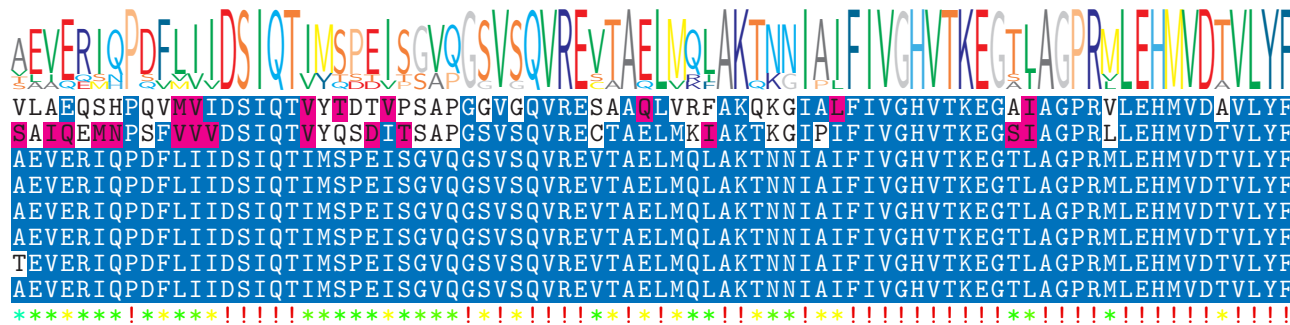 AEVERIQPDFLIIDSIQTIMSPEISGVQGSVSQVREVTAELMQLAKTNNIAIFIVGHVTKEGTLAGPRMLEHMVDTVLYF
VLAEQSHPQVMVIDSIQTVYTDTVPSAPGGVGQVRESAAQLVRFAKQKGIALFIVGHVTKEGAIAGPRVLEHMVDAVLYF
SAIQEMNPSFVVVDSIQTVYQSDITSAPGSVSQVRECTAELMKIAKTKGIPIFIVGHVTKEGSIAGPRLLEHMVDTVLYF
AEVERIQPDFLIIDSIQTIMSPEISGVQGSVSQVREVTAELMQLAKTNNIAIFIVGHVTKEGTLAGPRMLEHMVDTVLYF
AEVERIQPDFLIIDSIQTIMSPEISGVQGSVSQVREVTAELMQLAKTNNIAIFIVGHVTKEGTLAGPRMLEHMVDTVLYF
AEVERIQPDFLIIDSIQTIMSPEISGVQGSVSQVREVTAELMQLAKTNNIAIFIVGHVTKEGTLAGPRMLEHMVDTVLYF
AEVERIQPDFLIIDSIQTIMSPEISGVQGSVSQVREVTAELMQLAKTNNIAIFIVGHVTKEGTLAGPRMLEHMVDTVLYF
TEVERIQPDFLIIDSIQTIMSPEISGVQGSVSQVREVTAELMQLAKTNNIAIFIVGHVTKEGTLAGPRMLEHMVDTVLYF
AEVERIQPDFLIIDSIQTIMSPEISGVQGSVSQVREVTAELMQLAKTNNIAIFIVGHVTKEGTLAGPRMLEHMVDTVLYF
*******!*****!!!!!**********!*!*!!!!**!*!***!!***!**!!!!!!!!!!**!!!!*!!!!!!*!!!!